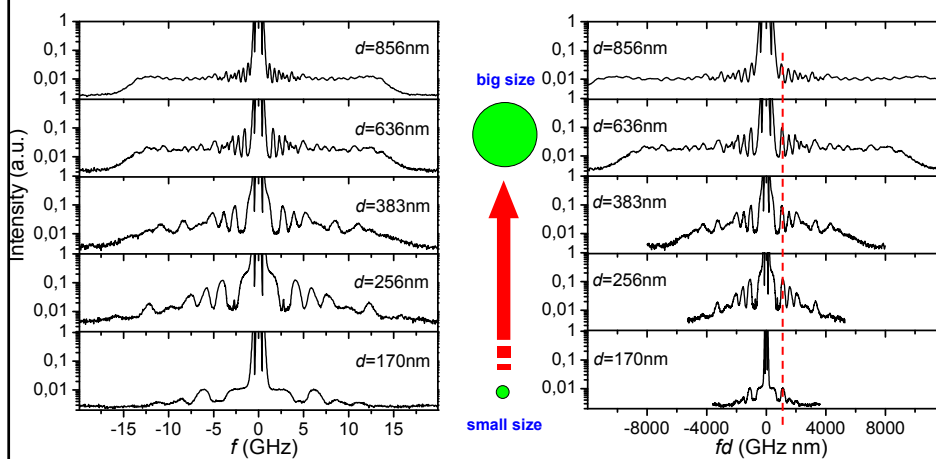 Intensity (a.u.)
1
0,1
0,01
1
0,1
0,01
1
0,1
0,01
1
0,1
0,01
1
0,1
0,01
d=856nm
d=636nm
d=383nm
d=256nm
d=170nm
-15 -10 -5 0 5 10 15
f (GHz)
big size
small size
1
0,1
0,01
1
0,1
0,01
1
0,1
0,01
1
0,1
0,01
1
0,1
0,01
d=856nm
d=636nm
d=383nm
d=256nm
d=170nm
-8000 -4000 0 4000 8000
fd (GHz nm)